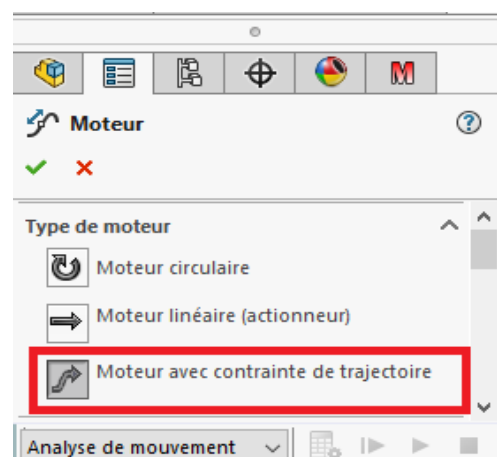 Moteur
Type de moteur
Moteur circulaire
Moteur linéaire (actionneur)
Moteur avec contrainte de trajectoire
Analyse de mouvement